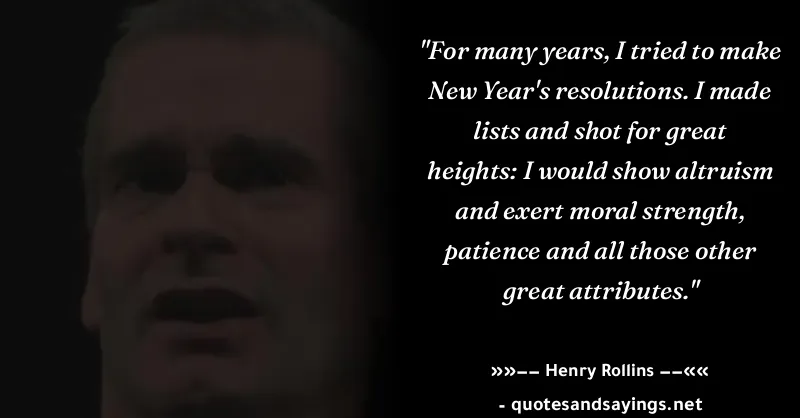 "For many years, I tried to make
New Year's resolutions. I made
lists and shot for great
heights: I would show altruism
and exert moral strength,
patience and all those other
great attributes."
»»–– Henry Rollins ––««
- quotesandsayings.net